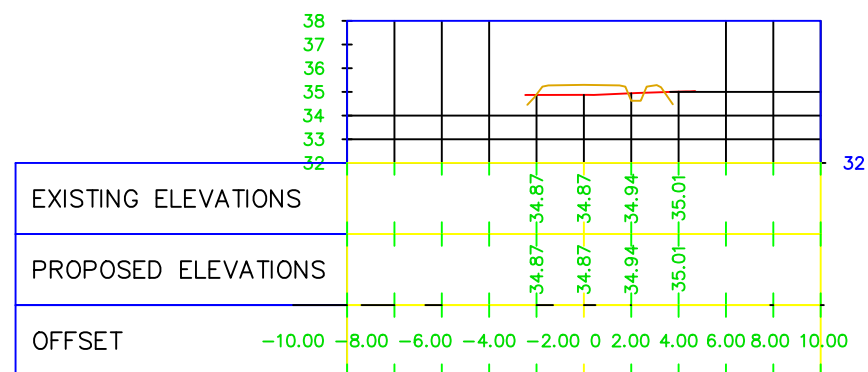 38
37
36
35
34
33
32
32
EXISTING ELEVATIONS 34.87 34.87 34.94 35.01
PROPOSED ELEVATIONS 34.87 34.87 34.94 35.01
OFFSET -10.00 -8.00 -6.00 -4.00 -2.00 0 2.00 4.00 6.00 8.00 10.00